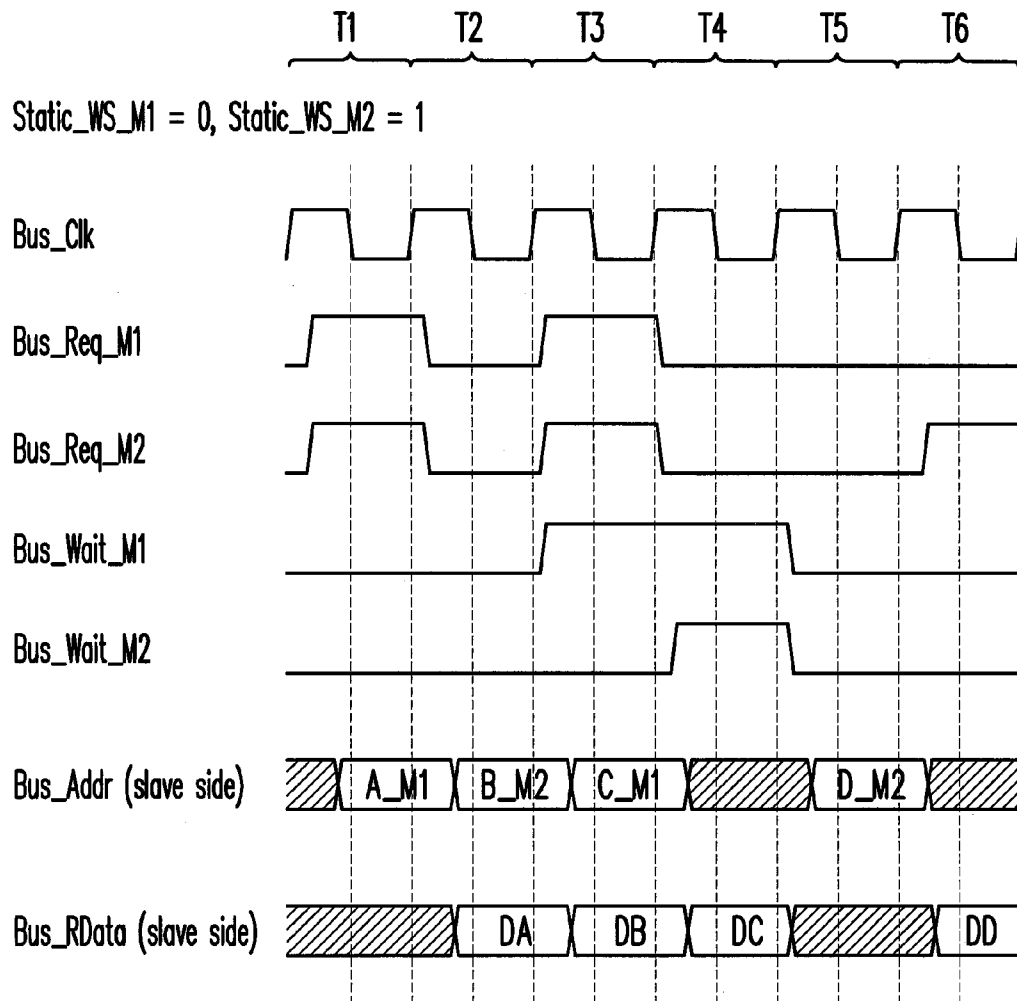 T1 T2 T3 T4 T5 T6
Static_WS_M1 = 0, Static_WS_M2 = 1
Bus_Clk
Bus_Req_M1
Bus_Req_M2
Bus_Wait_M1
Bus_Wait_M2
Bus_Addr (slave side) A_M1 B_M2 C_M1 D_M2
Bus_RData (slave side) DA DB DC DD